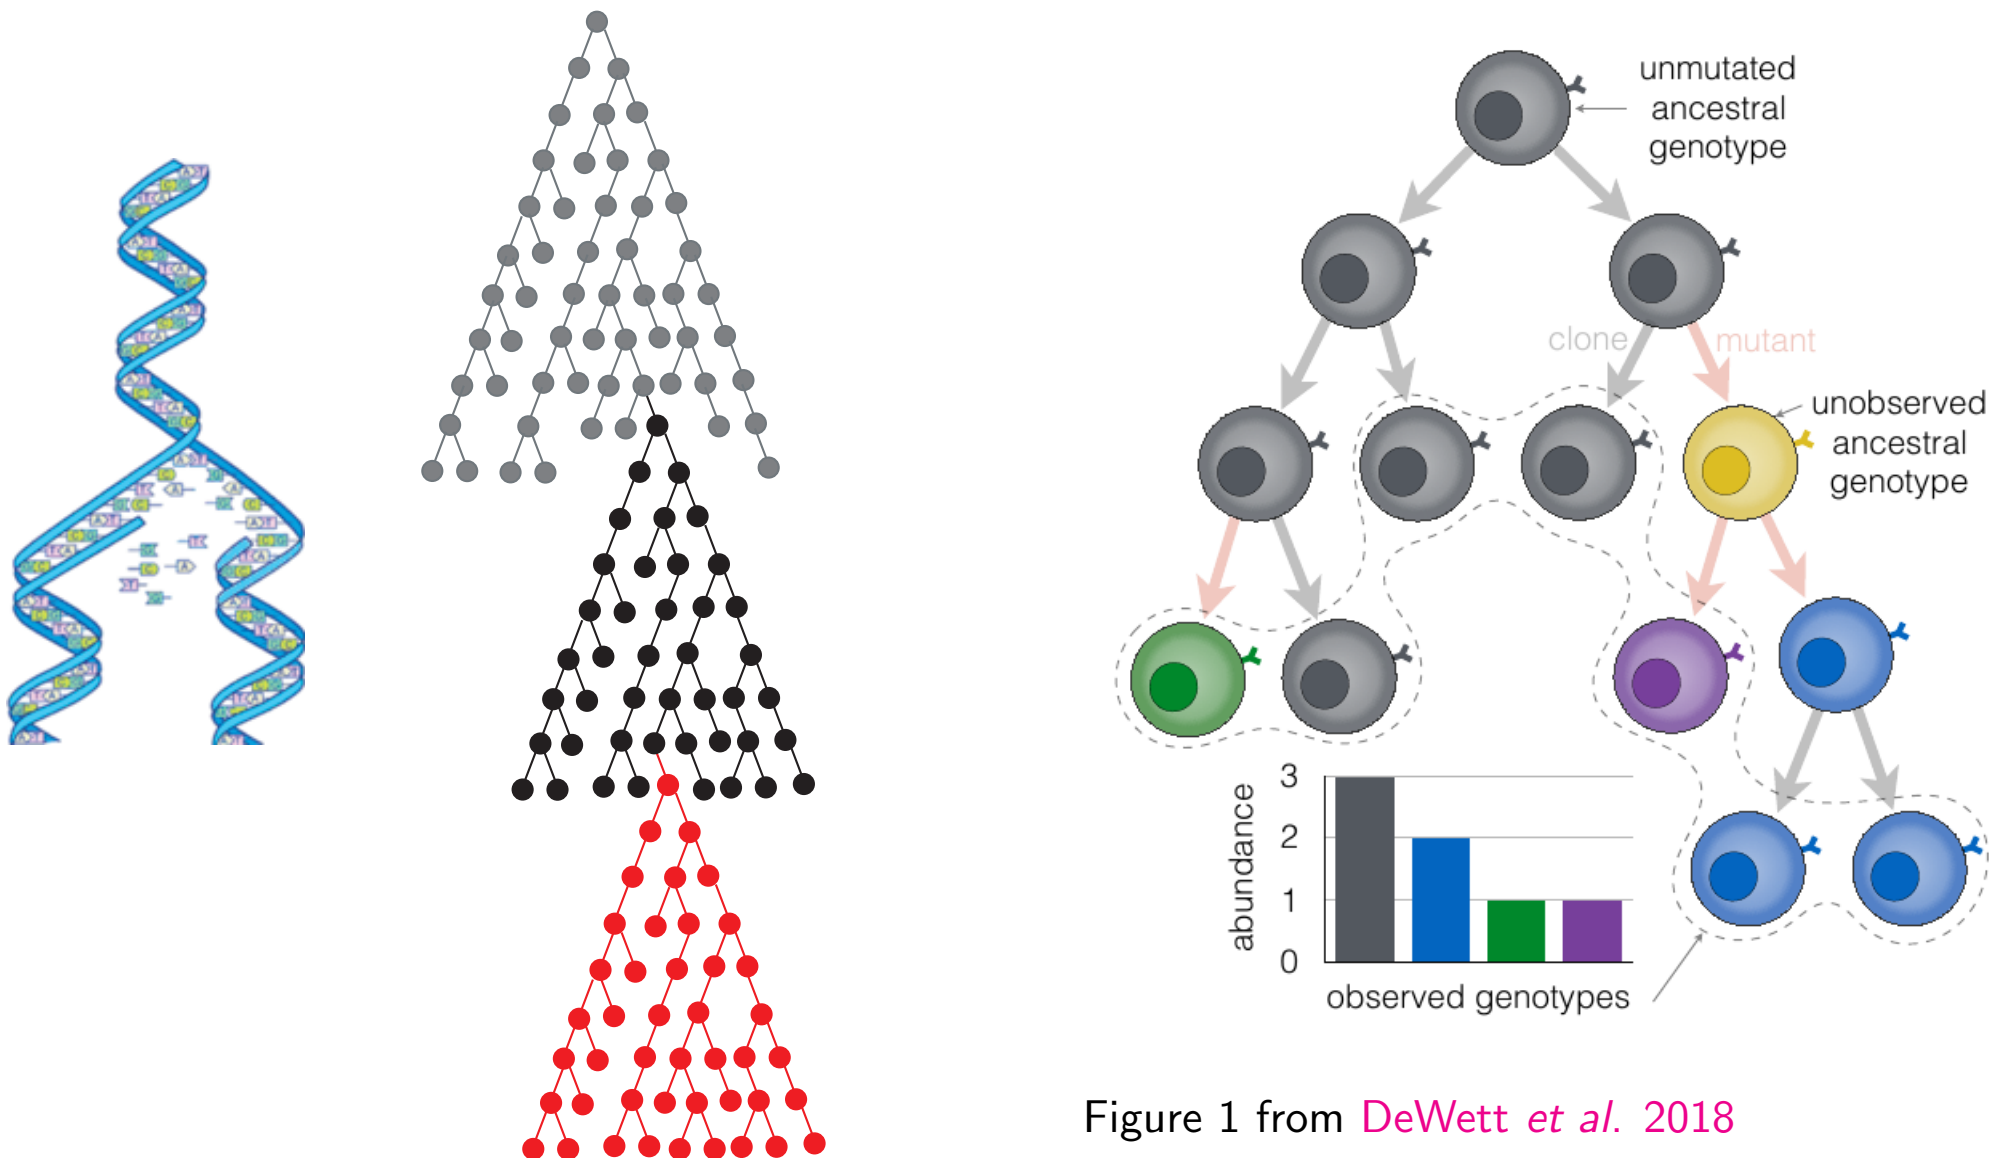 unmutated
ancestral
genotype
clone
mutant
unobserved
ancestral
genotype
3
2
1
0
abundance
observed genotypes
Figure 1 from DeWett et al. 2018